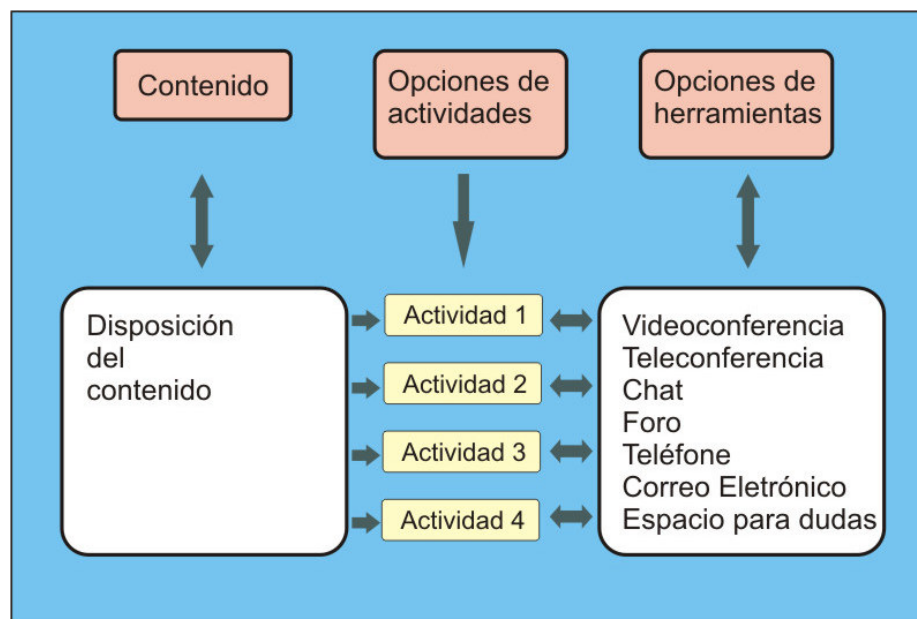 Contenido
Opciones de
actividades
Opciones de
herramientas
Disposición
del
contenido
Actividad 1
Actividad 2
Actividad 3
Actividad 4
Videoconferencia
Teleconferencia
Chat
Foro
Teléfone
Correo Eletrónico
Espacio para dudas